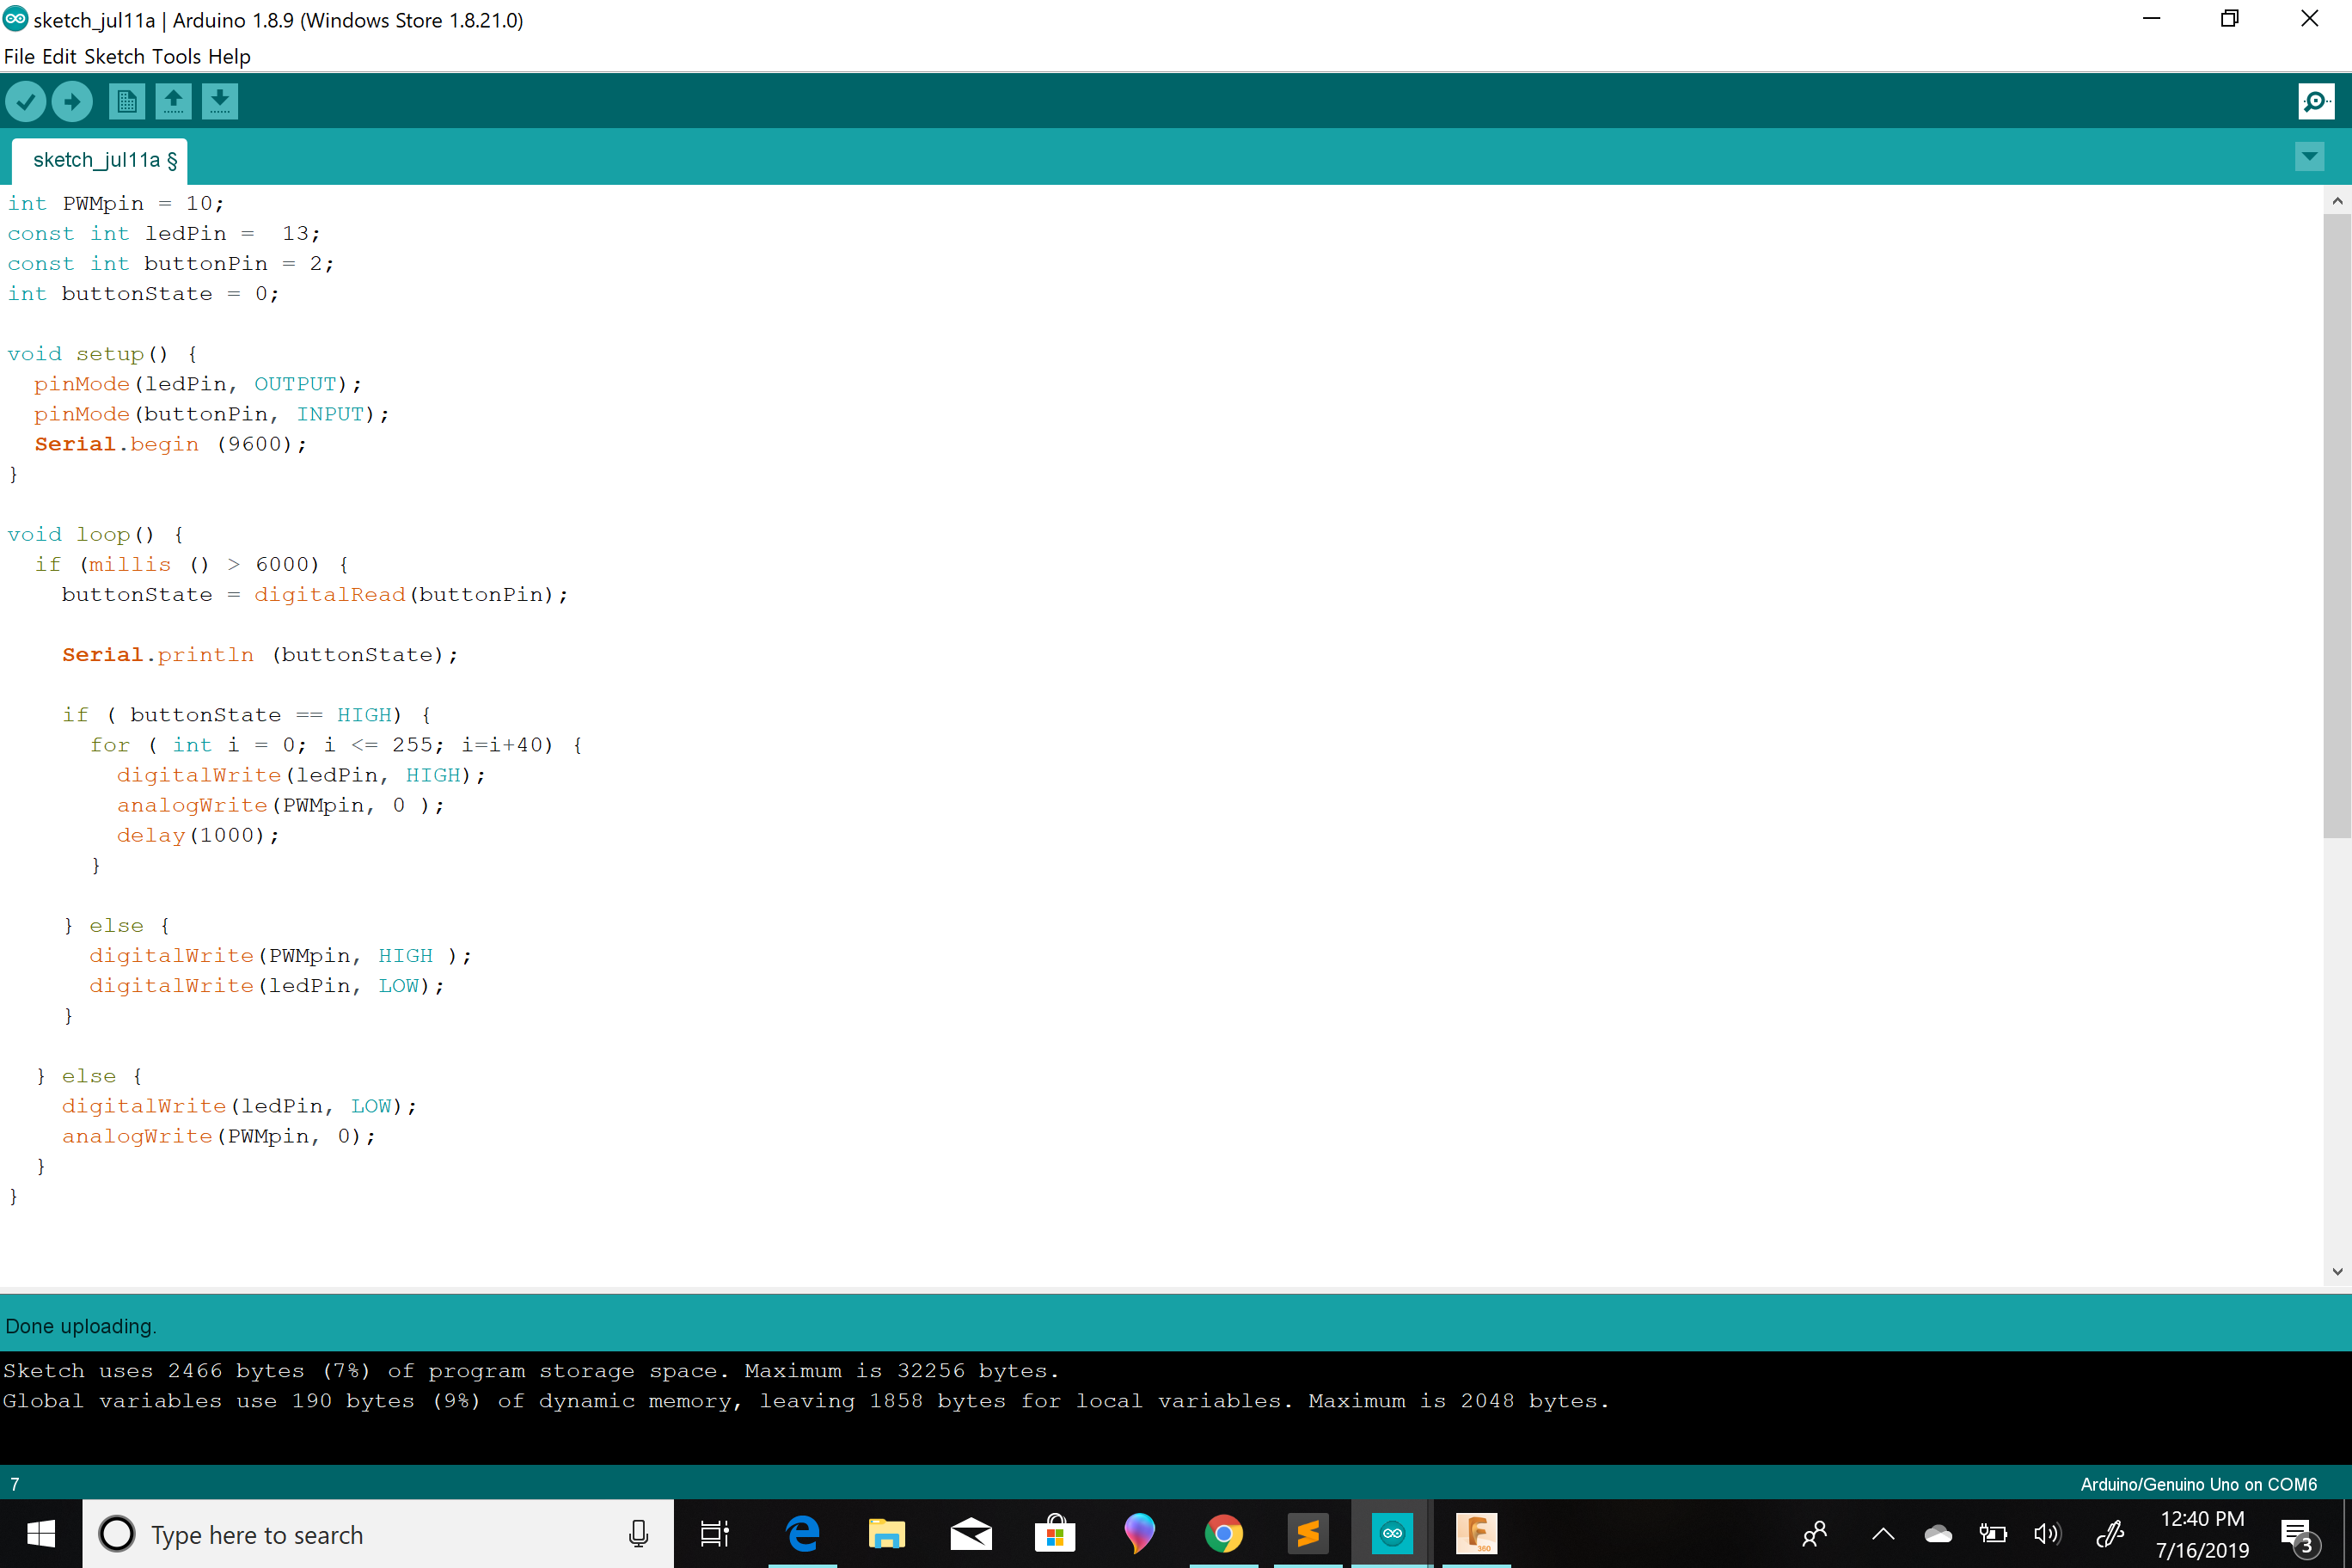 sketch_jul11a | Arduino 1.8.9 (Windows Store 1.8.21.0)
File Edit Sketch Tools Help
sketch_jul11a §
int PWMpin = 10;
const int ledPin =  13;
const int buttonPin = 2;
int buttonState = 0;
void setup() {
  pinMode(ledPin, OUTPUT);
  pinMode(buttonPin, INPUT);
  Serial.begin (9600);
}
void loop() {
  if (millis () > 6000) {
    buttonState = digitalRead(buttonPin);
    Serial.println (buttonState);
    if ( buttonState == HIGH) {
      for ( int i = 0; i <= 255; i=i+40) {
        digitalWrite(ledPin, HIGH);
        analogWrite(PWMpin, 0 );
        delay(1000);
      }
    } else {
      digitalWrite(PWMpin, HIGH );
      digitalWrite(ledPin, LOW);
    }
  } else {
    digitalWrite(ledPin, LOW);
    analogWrite(PWMpin, 0);
  }
}
Done uploading.
Sketch uses 2466 bytes (7%) of program storage space. Maximum is 32256 bytes.
Global variables use 190 bytes (9%) of dynamic memory, leaving 1858 bytes for local variables. Maximum is 2048 bytes.
7
Arduino/Genuino Uno on COM6
Type here to search
F
360
12:40 PM
7/16/2019
3